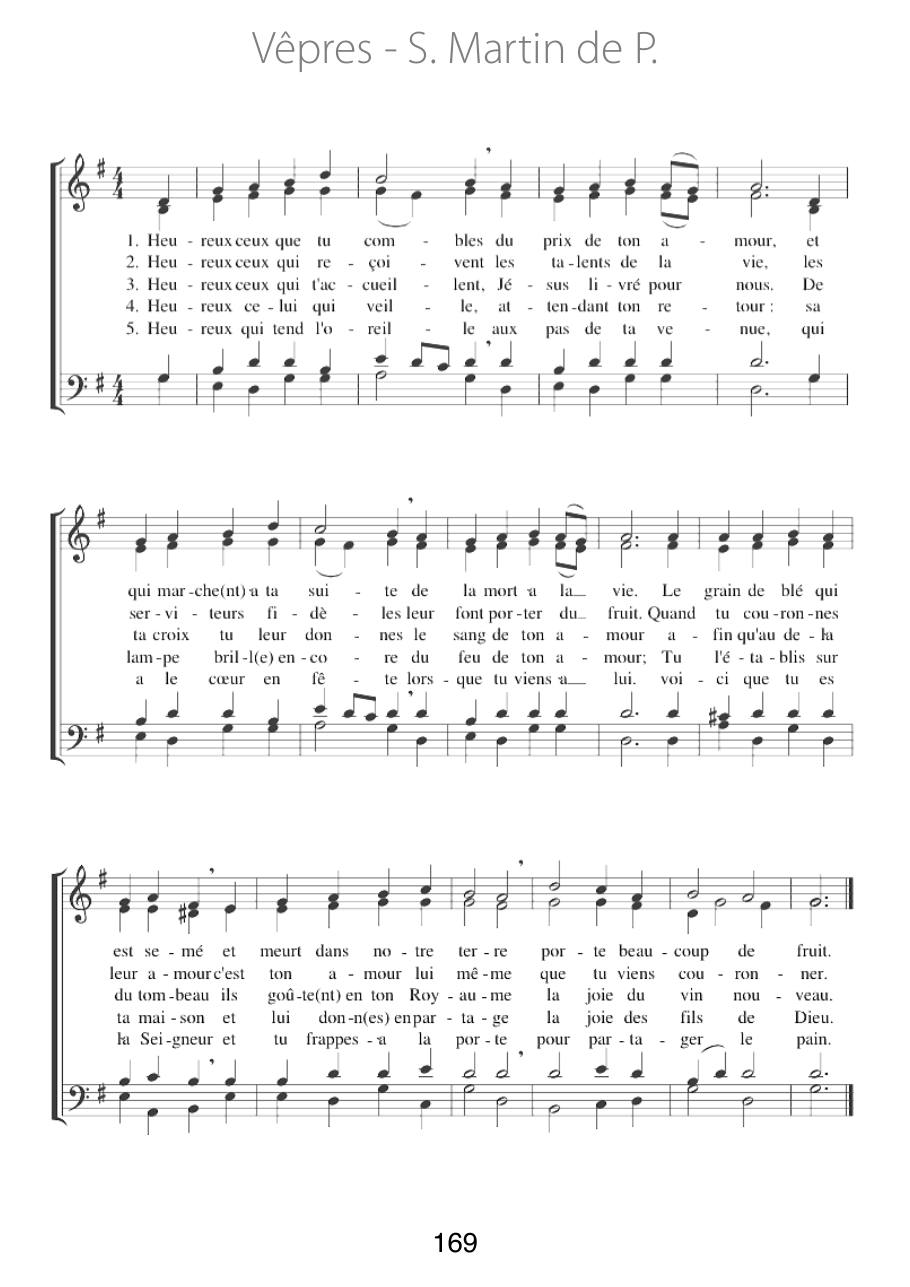 Vêpres - S. Martin de P.
1. Heu - reux ceux que tu com - bles du prix de ton a - mour, et
2. Heu - reux ceux qui re - çoi - vent les ta - lents de la vie, les
3. Heu - reux ceux qui t'ac - cueil - lent, Jé - sus li - vré pour nous. De
4. Heu - reux ce - lui qui veil - le, at - ten - dant ton re - tour : sa
5. Heu - reux qui tend l'o - reil - le aux pas de ta ve - nue, qui
qui mar - che(nt) a ta sui - te de la mort a la vie. Le grain de blé qui
ser - vi - teurs fi - dè - les leur font por - ter du fruit. Quand tu cou - ron - nes
ta croix tu leur don - nes le sang de ton a - mour a - fin qu'au de - la
lam - pe bril - l(e) en - co - re du feu de ton a - mour; Tu l'é - ta - blis sur
a le cœur en fê - te lors - que tu viens a lui. voi - ci que tu es
est se - mé et meurt dans no - tre ter - re por - te beau - coup de fruit.
leur a - mour c'est ton a - mour lui mê - me que tu viens cou - ron - ner.
du tom - beau ils goû - te(nt) en ton Roy - au - me la joie du vin nou - veau.
ta mai - son et lui don - n(es) en par - ta - ge la joie des fils de Dieu.
la Sei - gneur et tu frappes - a la por - te pour par - ta - ger le pain.
169